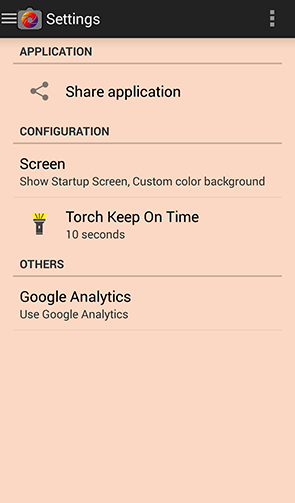 Settings
APPLICATION
Share application
CONFIGURATION
Screen
Show Startup Screen, Custom color background
Torch Keep On Time
10 seconds
OTHERS
Google Analytics
Use Google Analytics